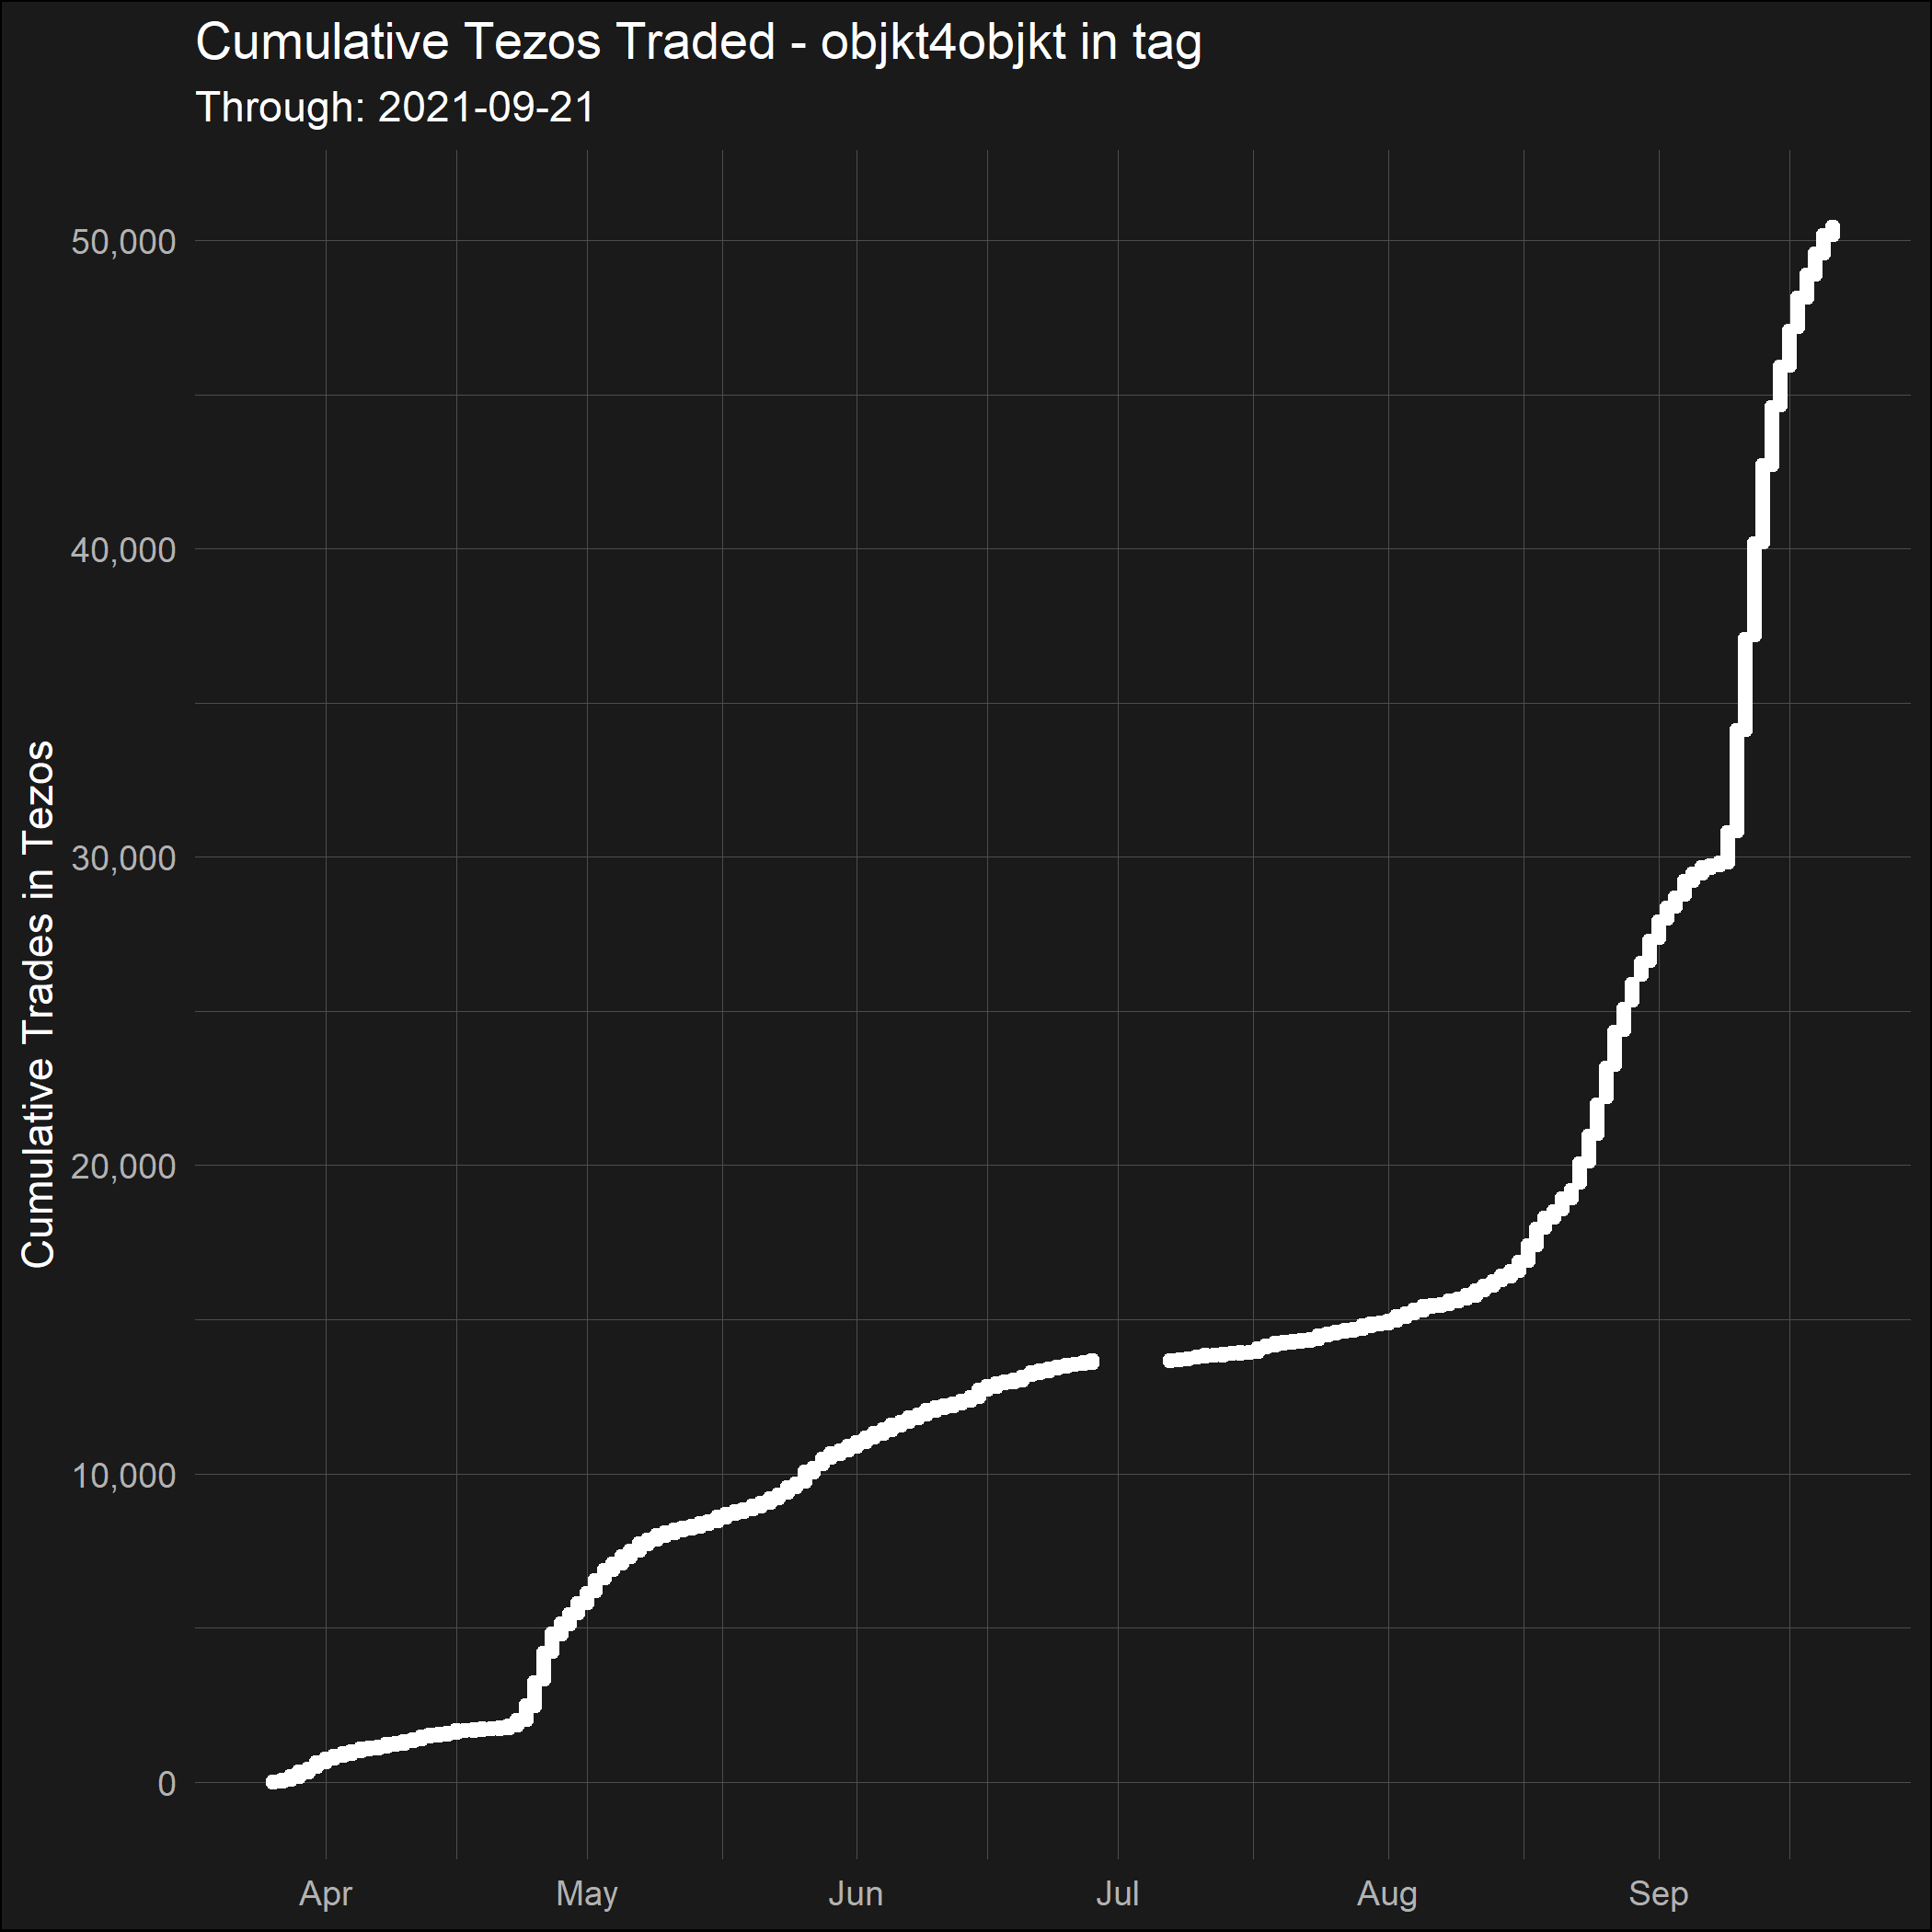 Cumulative Tezos Traded - objkt4objkt in tag
Through: 2021-09-21
Cumulative Trades in Tezos
50,000
40,000
30,000
20,000
10,000
0
Apr May Jun Jul Aug Sep